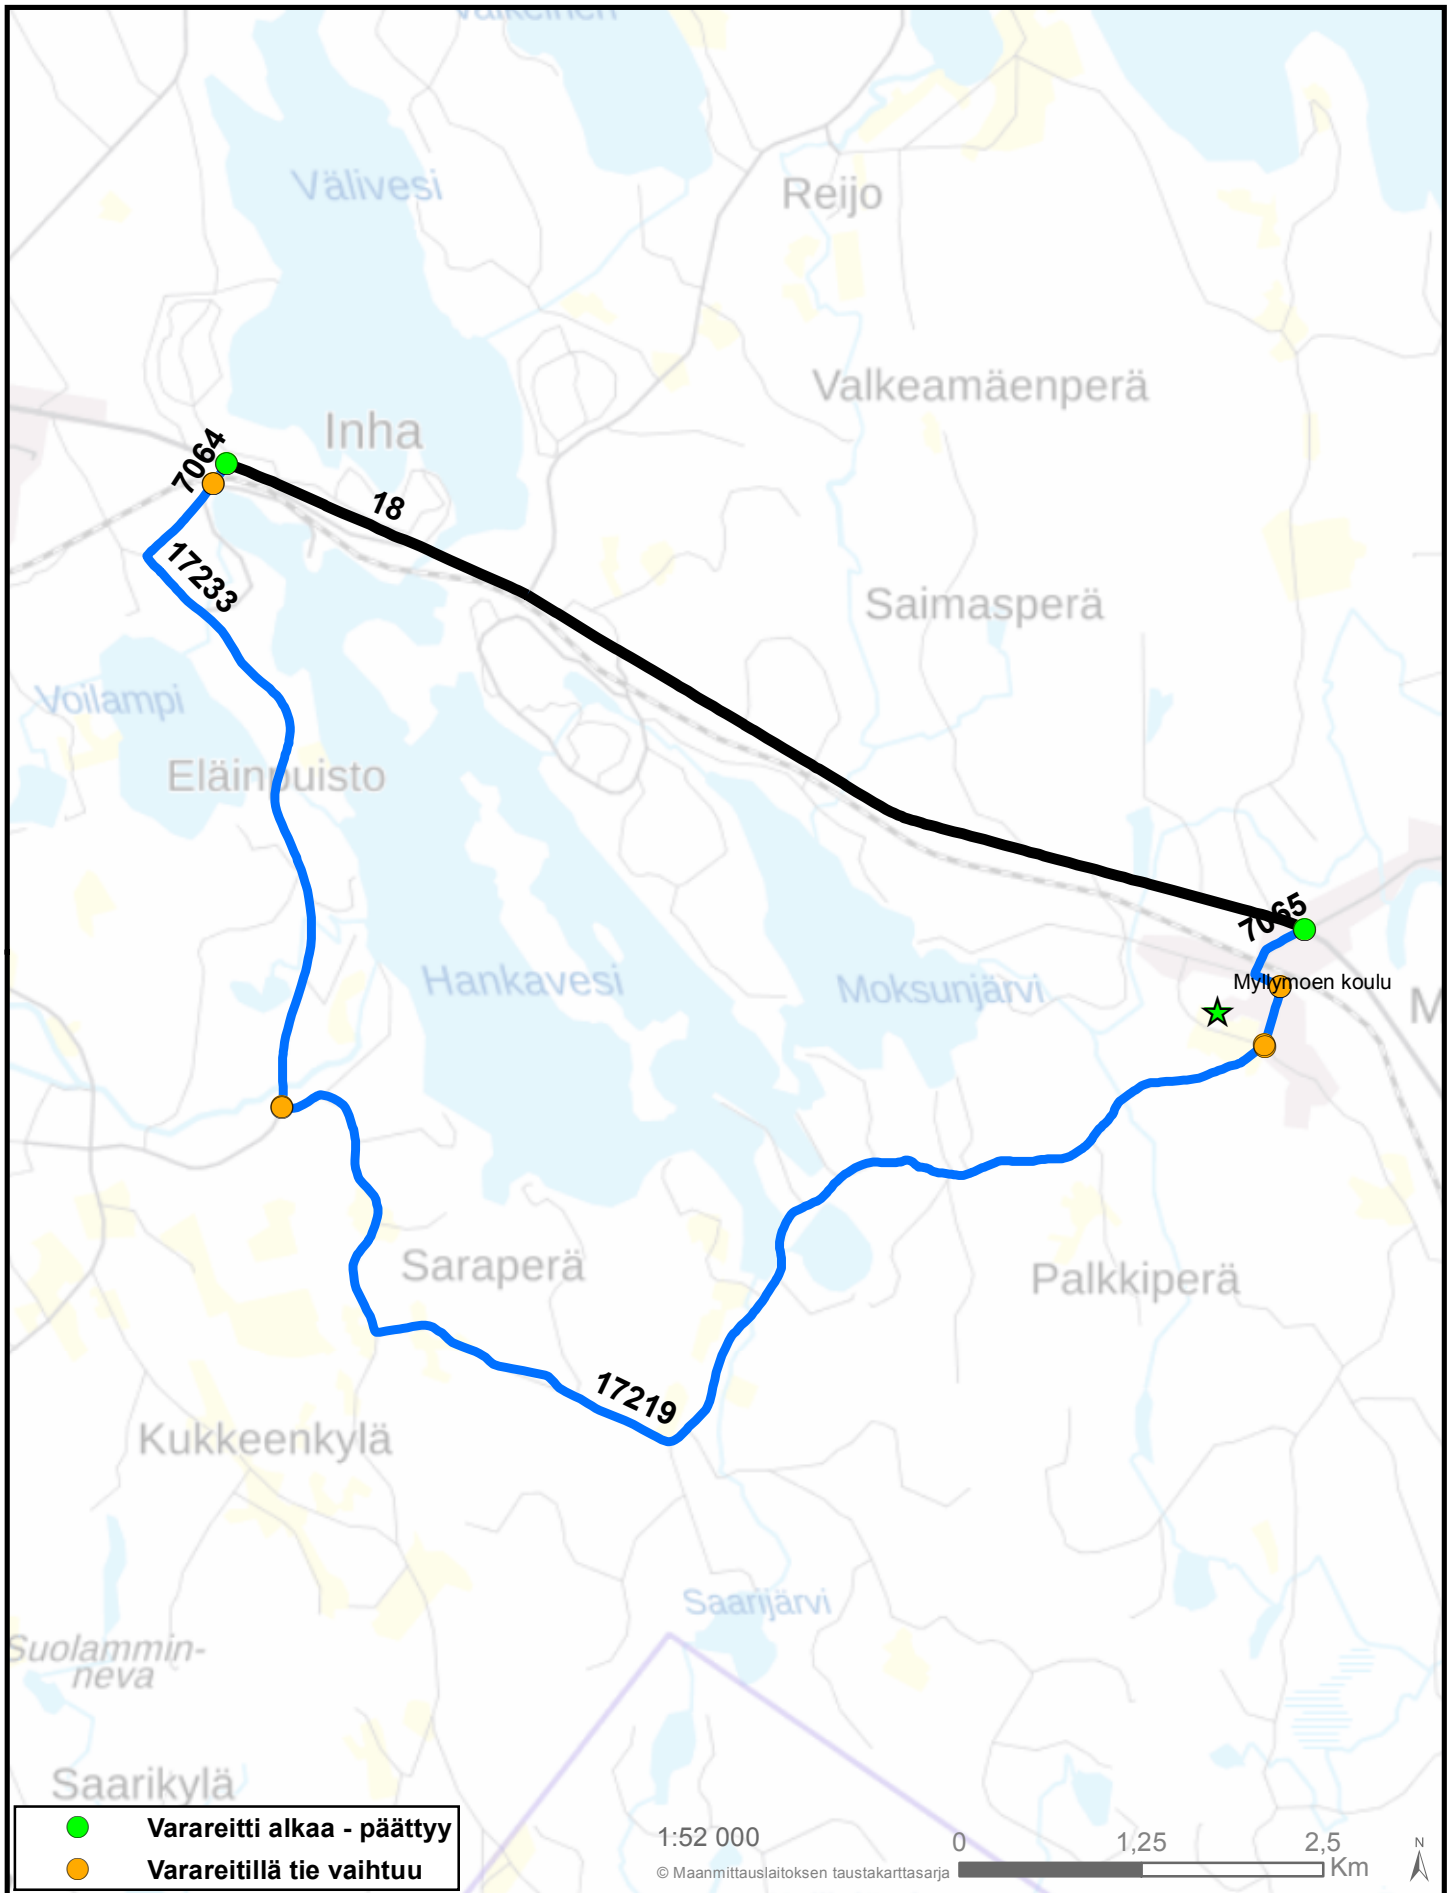 Valkeinen
Välivesi
Reijo
Valkeamäenperä
Inha
7064
18
17233
Saimasperä
Voilampi
Eläinpuisto
7065
Hankavesi
Moksunjärvi
Myllymoen koulu
M
Saraperä
Palkkiperä
17219
Kukkeenkylä
Saarijärvi
Suolammin-
neva
Saarikylä
Varareitti alkaa - päättyy
Varareitillä tie vaihtuu
1:52 000
© Maanmittauslaitoksen taustakarttasarja
0 1,25 2,5
Km
N